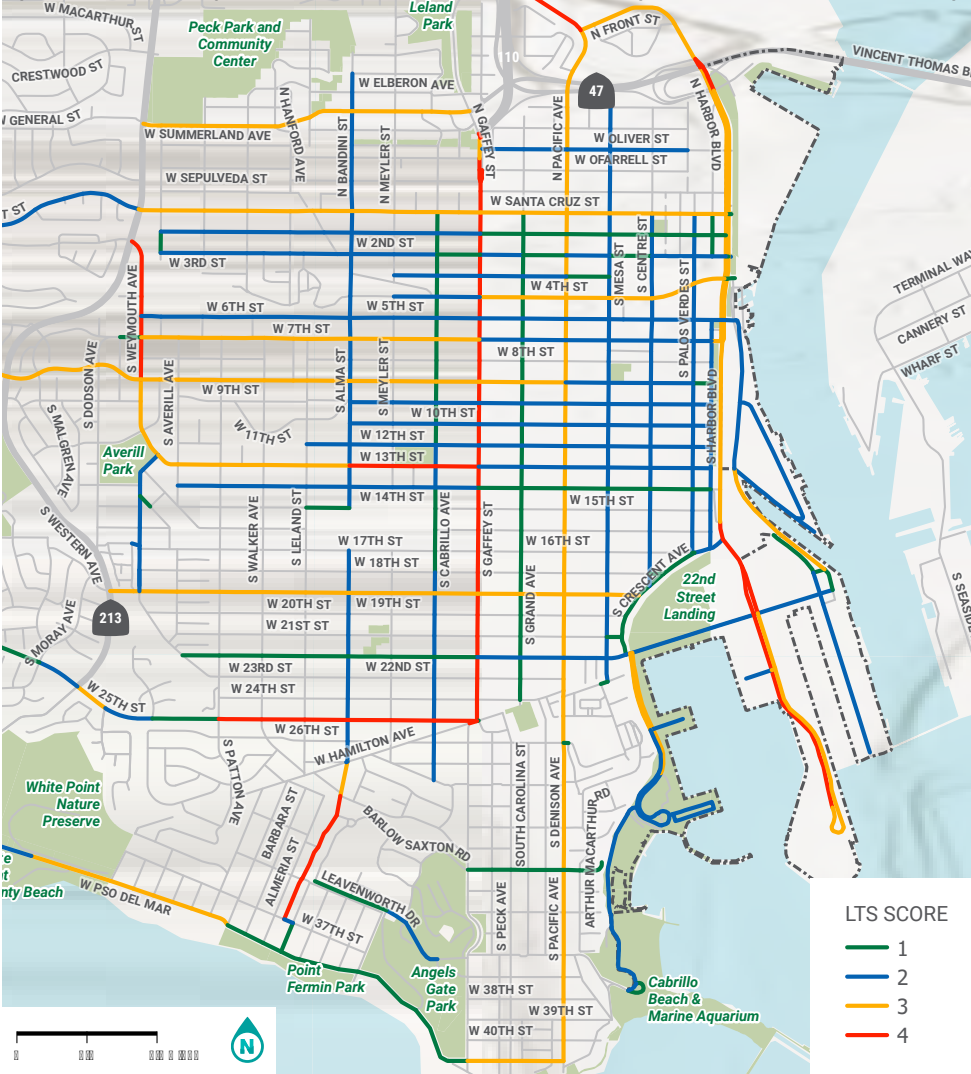 W MACARTHUR ST
Peck Park and
Community
Center
Leland
Park
N FRONT ST
110
VINCENT THOMAS B
CRESTWOOD ST
W ELBERON AVE
47
GENERAL ST
W SUMMERLAND AVE
N HANFORD AVE
N BANDINI ST
N MEYLER ST
N GAFFEY ST
N PACIFIC AVE
N HARBOR BLVD
W OLIVER ST
W OFARRELL ST
W SEPULVEDA ST
W SANTA CRUZ ST
T ST
W 2ND ST
W 3RD ST
S MESA ST
S CENTRE ST
S PALOS VERDES ST
W 4TH ST
TERMINAL WA
S WEYMOUTH AVE
W 6TH ST
W 5TH ST
W 7TH ST
CANNERY ST
W 8TH ST
WHARF ST
S DODSON AVE
S AVERILL AVE
S ALMA ST
S MEYLER ST
W 9TH ST
S HARBOR BLVD
S MALGREN AVE
W 10TH ST
W 11TH ST
W 12TH ST
Averill
Park
W 13TH ST
W 14TH ST
W 15TH ST
S WESTERN AVE
S WALKER AVE
S LELAND ST
S CABRILLO AVE
S GAFFEY ST
W 17TH ST
W 16TH ST
W 18TH ST
S GRAND AVE
S CRESCENT AVE
22nd
Street
Landing
S SEASID
213
W 20TH ST
W 19TH ST
W 21ST ST
S MORAY AVE
W 23RD ST
W 22ND ST
W 24TH ST
W 25TH ST
W 26TH ST
W HAMILTON AVE
S PATTON AVE
White Point
Nature
Preserve
BARBARA ST
ALMERIA ST
BARLOW SAXTON RD
SOUTH CAROLINA ST
S DENISON AVE
ARTHUR MACARTHUR RD
e
t
nty Beach
W PSO DEL MAR
LEAVENWORTH DR
W 37TH ST
S PECK AVE
S PACIFIC AVE
LTS SCORE
1
2
3
4
Point
Fermin Park
Angels
Gate
Park
W 38TH ST
Cabrillo
Beach &
Marine Aquarium
W 39TH ST
W 40TH ST
N